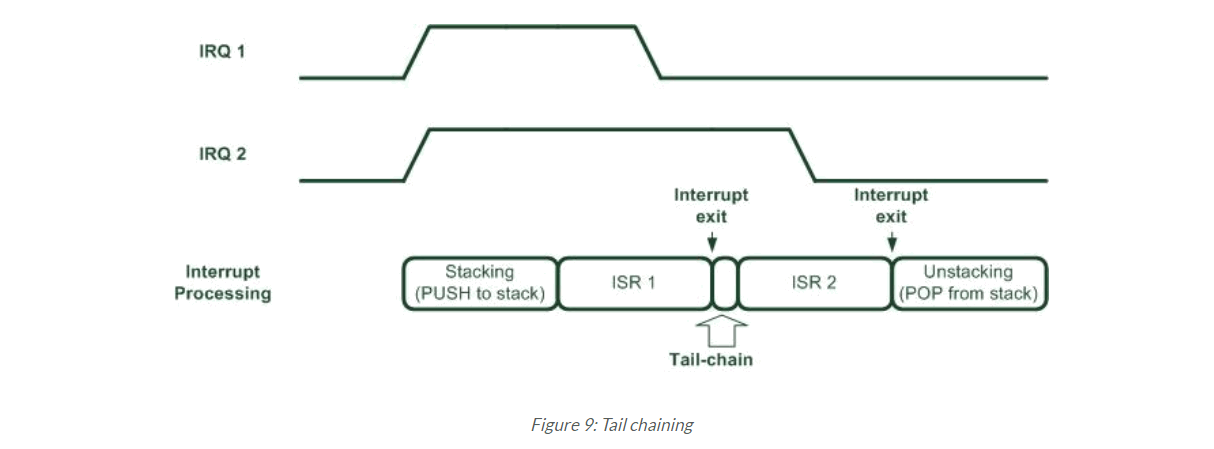 IRQ 1
IRQ 2
Interrupt
exit
Interrupt
exit
Interrupt
Processing
Stacking
(PUSH to stack)
ISR 1
ISR 2
Unstacking
(POP from stack)
Tail-chain
Figure 9: Tail chaining